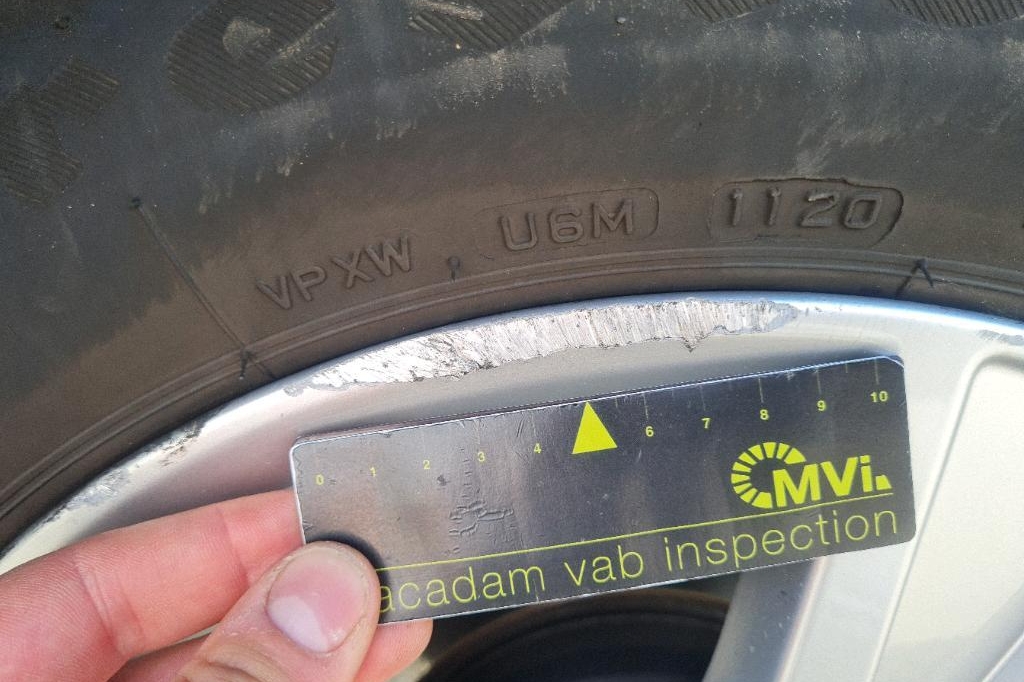 VPXW U6M 1120
0 1 2 3 4 6 7 8 9 10
MVi
acadam vab inspection